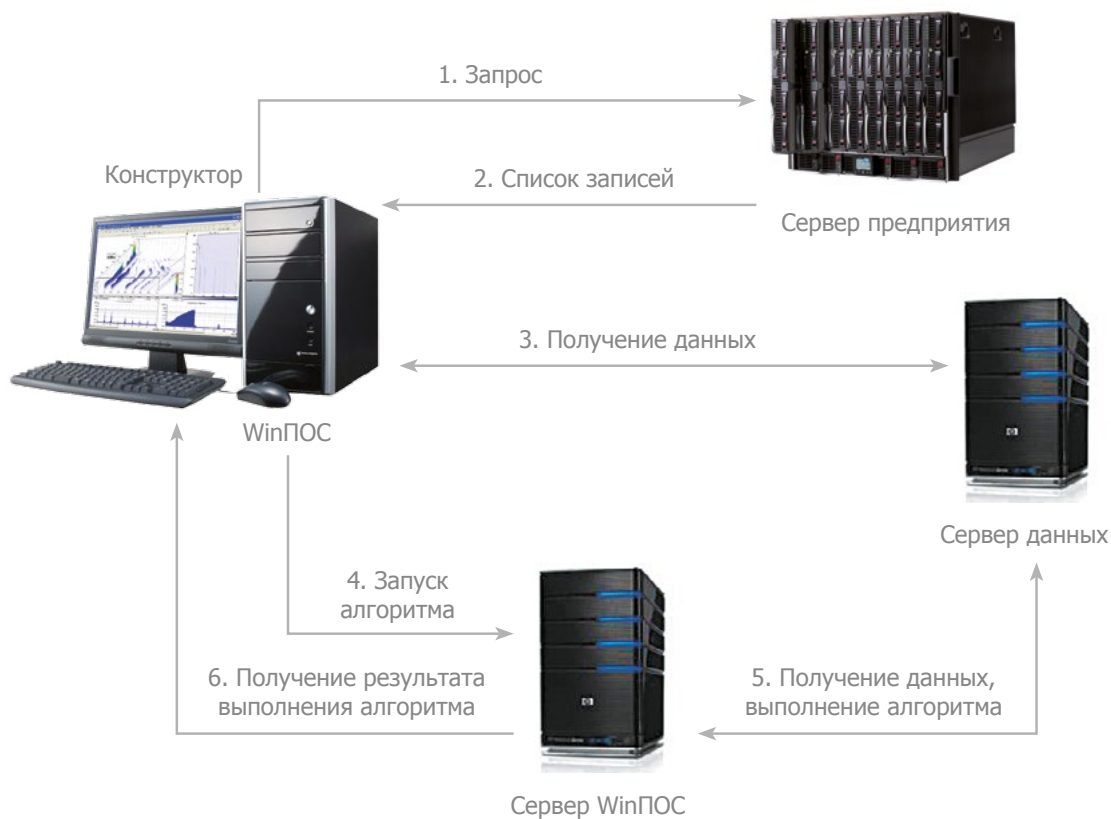 1. Запрос
Конструктор
2. Список записей
Сервер предприятия
3. Получение данных
WinПОС
Сервер данных
4. Запуск
алгоритма
6. Получение результата
выполнения алгоритма
5. Получение данных,
выполнение алгоритма
Сервер WinПОС